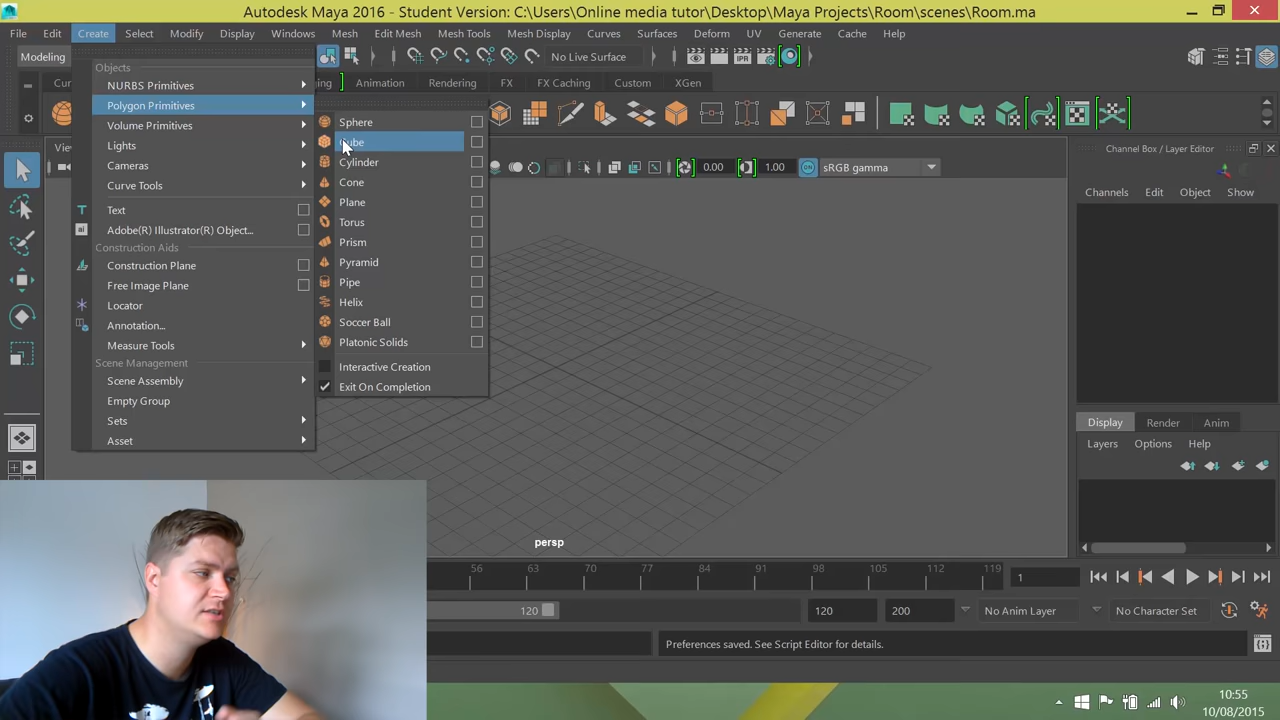 Autodesk Maya 2016 - Student Version: C:\Users\Online media tutor\Desktop\Maya Projects\Room\scenes\Room.ma
File Edit Create Select Modify Display Windows Mesh Edit Mesh Mesh Tools Mesh Display Curves Surfaces Deform UV Generate Cache Help
Modeling
No Live Surface
Animation Rendering FX FX Caching Custom XGen
Objects
NURBS Primitives
Polygon Primitives
Volume Primitives
Lights
Cameras
Curve Tools
Text
Adobe(R) Illustrator(R) Object...
Construction Aids
Construction Plane
Free Image Plane
Locator
Annotation...
Measure Tools
Scene Management
Scene Assembly
Empty Group
Sets
Asset
Sphere
Cube
Cylinder
Cone
Plane
Torus
Prism
Pyramid
Pipe
Helix
Soccer Ball
Platonic Solids
Interactive Creation
Exit On Completion
0.00 1.00 ON sRGB gamma
IPR
Ai
persp
Channel Box / Layer Editor
Channels Edit Object Show
Display Render Anim
Layers Options Help
56 63 70 77 84 91 98 105 112 119
1
120 120 200 No Anim Layer No Character Set
Preferences saved. See Script Editor for details.
10:55
10/08/2015